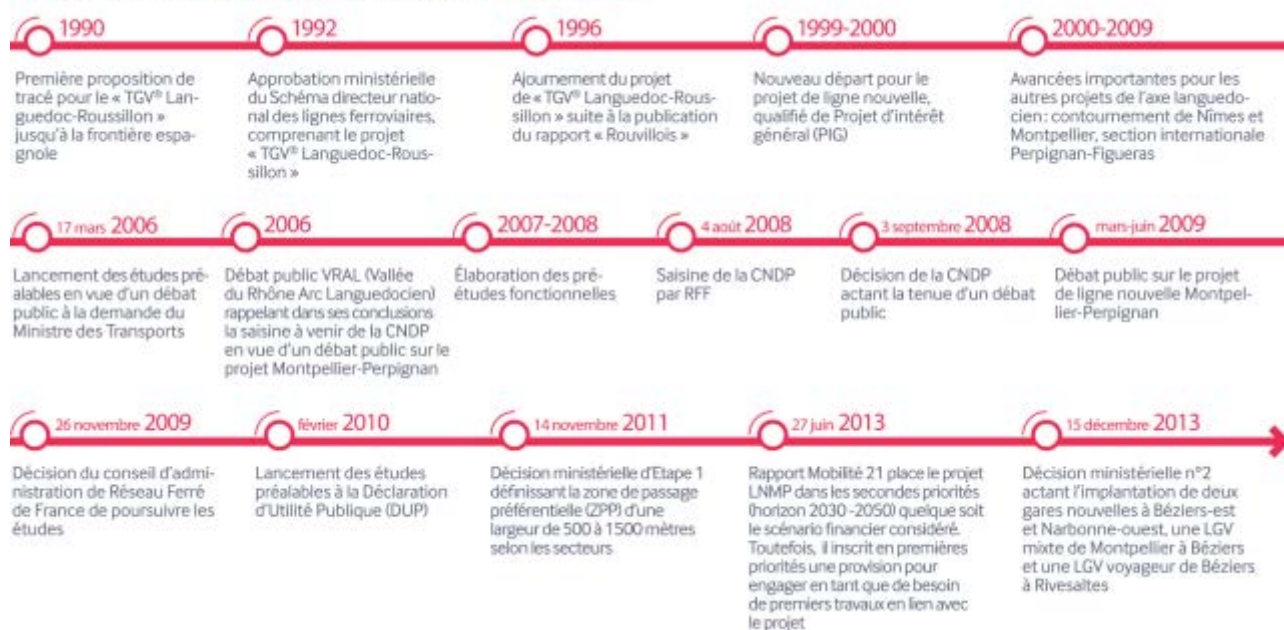 1990
Première proposition de
tracé pour le « TGV® Lan-
guedoc-Roussillon »
jusqu'à la frontière espa-
gnole
1992
Approbation ministérielle
du Schéma directeur natio-
nal des lignes ferroviaires,
comprenant le projet
« TGV® Languedoc-Rous-
sillon »
1996
Ajournement du projet
de « TGV® Languedoc-Rous-
sillon » suite à la publication
du rapport « Rouvillois »
1999-2000
Nouveau départ pour le
projet de ligne nouvelle,
qualifié de Projet d'intérêt
général (PIG)
2000-2009
Avancées importantes pour les
autres projets de l'axe languedo-
cien : contournement de Nîmes et
Montpellier, section internationale
Perpignan-Figueras
17 mars 2006
Lancement des études pré-
alables en vue d'un débat
public à la demande du
Ministre des Transports
2006
Débat public VRAL (Vallée
du Rhône Arc Languedocien)
rappelant dans ses conclusions
la saisine à venir de la CNDP
en vue d'un débat public sur le
projet Montpellier-Perpignan
2007-2008
Élaboration des pré-
études fonctionnelles
4 août 2008
Saisine de la CNDP
par RFF
3 septembre 2008
Décision de la CNDP
actant la tenue d'un débat
public
mars-juin 2009
Débat public sur le projet
de ligne nouvelle Montpel-
lier-Perpignan
26 novembre 2009
Décision du conseil d'admi-
nistration de Réseau Ferré
de France de poursuivre les
études
février 2010
Lancement des études
préalables à la Déclaration
d'Utilité Publique (DUP)
14 novembre 2011
Décision ministérielle d'Etape 1
définissant la zone de passage
préférentielle (ZPP) d'une
largeur de 500 à 1500 mètres
selon les secteurs
27 juin 2013
Rapport Mobilité 21 place le projet
LNMP dans les secondes priorités
(horizon 2030 -2050) quelque soit
le scénario financier considéré.
Toutefois, il inscrit en premières
priorités une provision pour
engager en tant que de besoin
de premiers travaux en lien avec
le projet
15 décembre 2013
Décision ministérielle n°2
actant l'implantation de deux
gares nouvelles à Béziers-est
et Narbonne-ouest, une LGV
mixte de Montpellier à Béziers
et une LGV voyageur de Béziers
à Rivesaltes